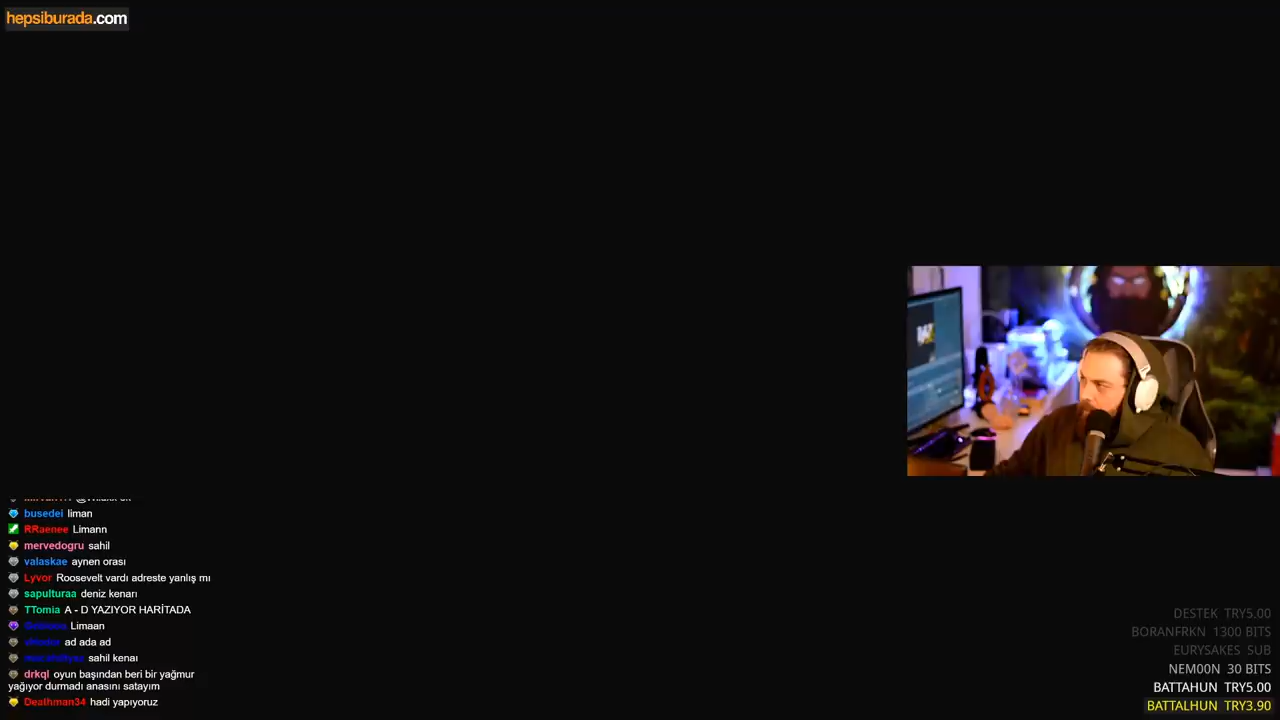 hepsiburada.com
busedei liman
RRaenee Limann
mervedogru sahil
valaskae aynen orası
Lyvor Roosevelt vardı adreste yanlış mı
sapulturaa deniz kenarı
TTomia A - D YAZIYOR HARİTADA
Limaan
ad ada ad
sahil kenaı
drkql oyun başından beri bir yağmur
yağıyor durmadı anasını satayım
Deathman34 hadi yapıyoruz
DESTEK TRY5.00
BORANFRKN 1300 BITS
EURYSAKES SUB
NEM00N 30 BITS
BATTAHUN TRY5.00
BATTALHUN TRY3.90